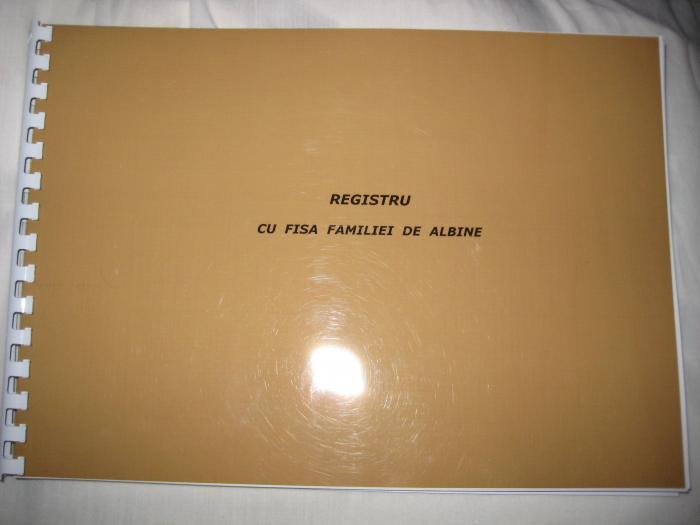 REGISTRU
CU FISA FAMILIEI DE ALBINE